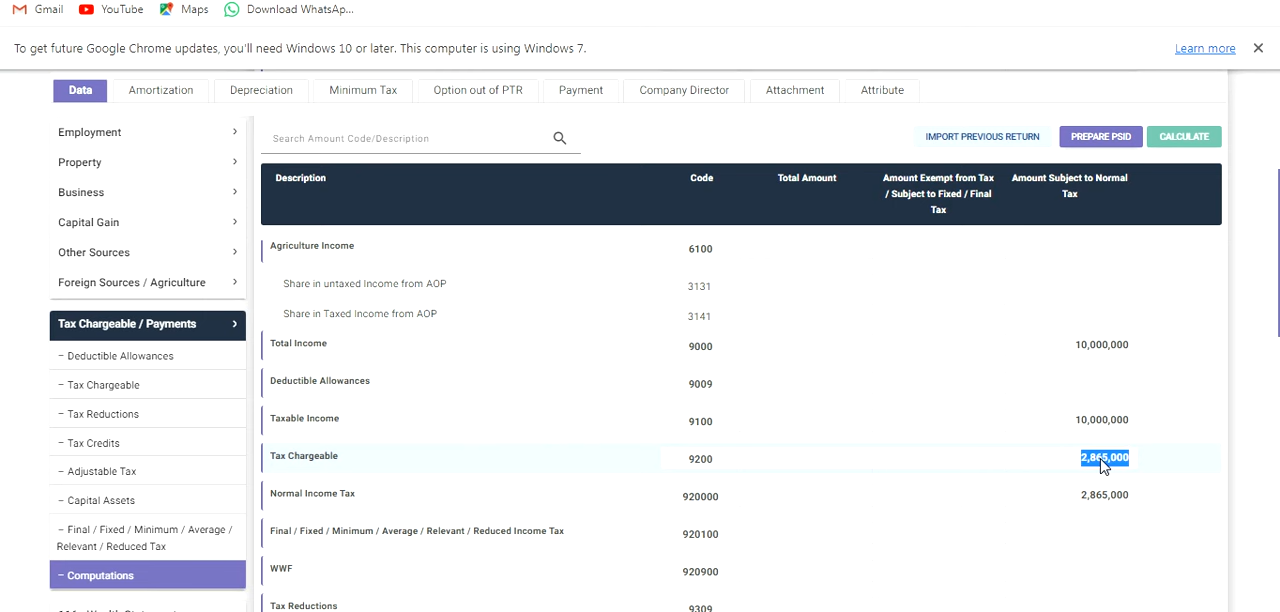 Gmail YouTube Maps Download WhatsAp...
To get future Google Chrome updates, you'll need Windows 10 or later. This computer is using Windows 7. Learn more
Data Amortization Depreciation Minimum Tax Option out of PTR Payment Company Director Attachment Attribute
Employment
Property
Business
Capital Gain
Other Sources
Foreign Sources / Agriculture
Tax Chargeable / Payments
– Deductible Allowances
– Tax Chargeable
– Tax Reductions
– Tax Credits
– Adjustable Tax
– Capital Assets
– Final / Fixed / Minimum / Average /
Relevant / Reduced Tax
– Computations
Search Amount Code/Description
IMPORT PREVIOUS RETURN PREPARE PSID CALCULATE
Description Code Total Amount Amount Exempt from Tax / Subject to Fixed / Final Tax Amount Subject to Normal Tax
Agriculture Income 6100
Share in untaxed Income from AOP 3131
Share in Taxed Income from AOP 3141
Total Income 9000 10,000,000
Deductible Allowances 9009
Taxable Income 9100 10,000,000
Tax Chargeable 9200 2,865,000
Normal Income Tax 920000 2,865,000
Final / Fixed / Minimum / Average / Relevant / Reduced Income Tax 920100
WWF 920900
Tax Reductions 9309